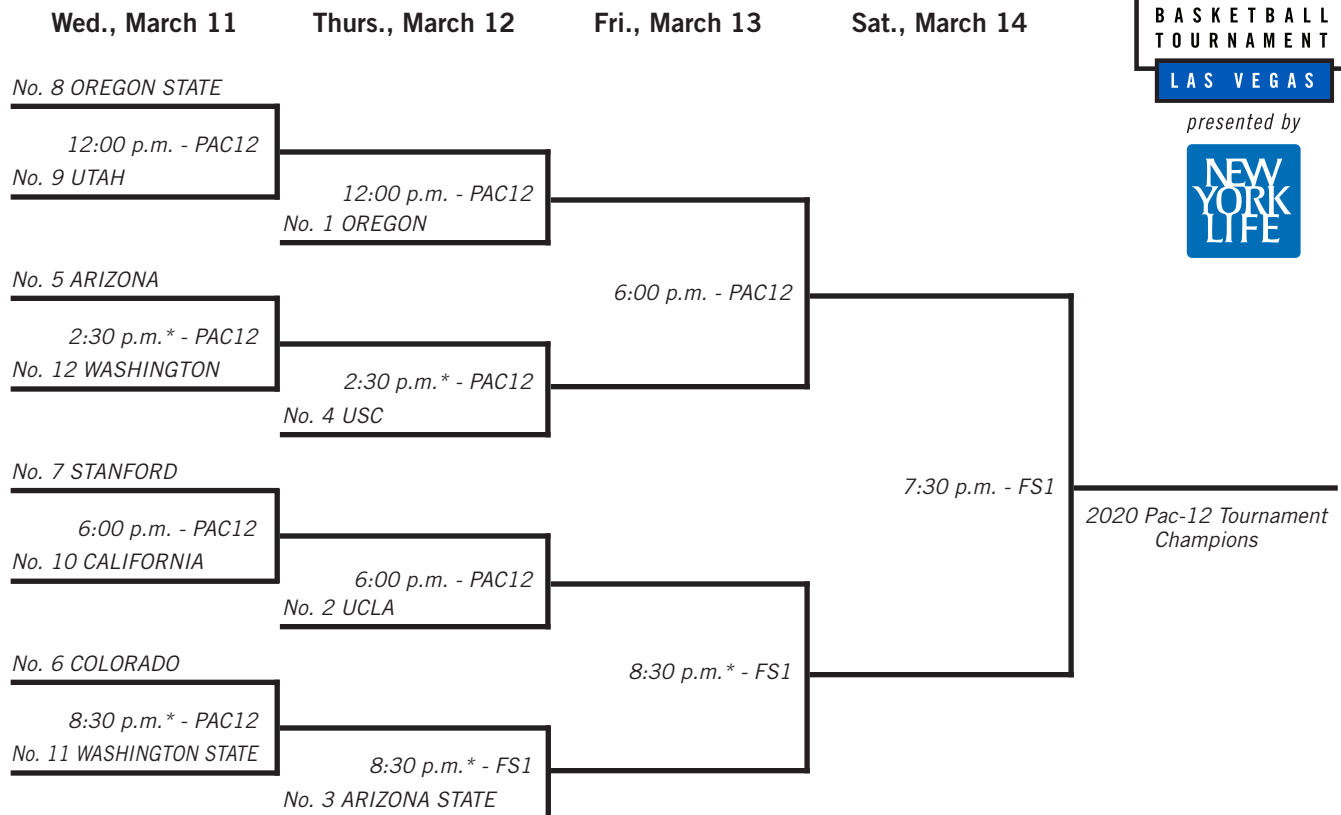 Wed., March 11
Thurs., March 12
Fri., March 13
Sat., March 14
BASKETBALL
TOURNAMENT
LAS VEGAS
presented by
NEW
YORK
LIFE
No. 8 OREGON STATE
12:00 p.m. - PAC12
No. 9 UTAH
No. 5 ARIZONA
2:30 p.m.* - PAC12
No. 12 WASHINGTON
No. 7 STANFORD
6:00 p.m. - PAC12
No. 10 CALIFORNIA
No. 6 COLORADO
8:30 p.m.* - PAC12
No. 11 WASHINGTON STATE
12:00 p.m. - PAC12
No. 1 OREGON
2:30 p.m.* - PAC12
No. 4 USC
6:00 p.m. - PAC12
No. 2 UCLA
8:30 p.m.* - FS1
No. 3 ARIZONA STATE
6:00 p.m. - PAC12
8:30 p.m.* - FS1
7:30 p.m. - FS1
2020 Pac-12 Tournament
Champions